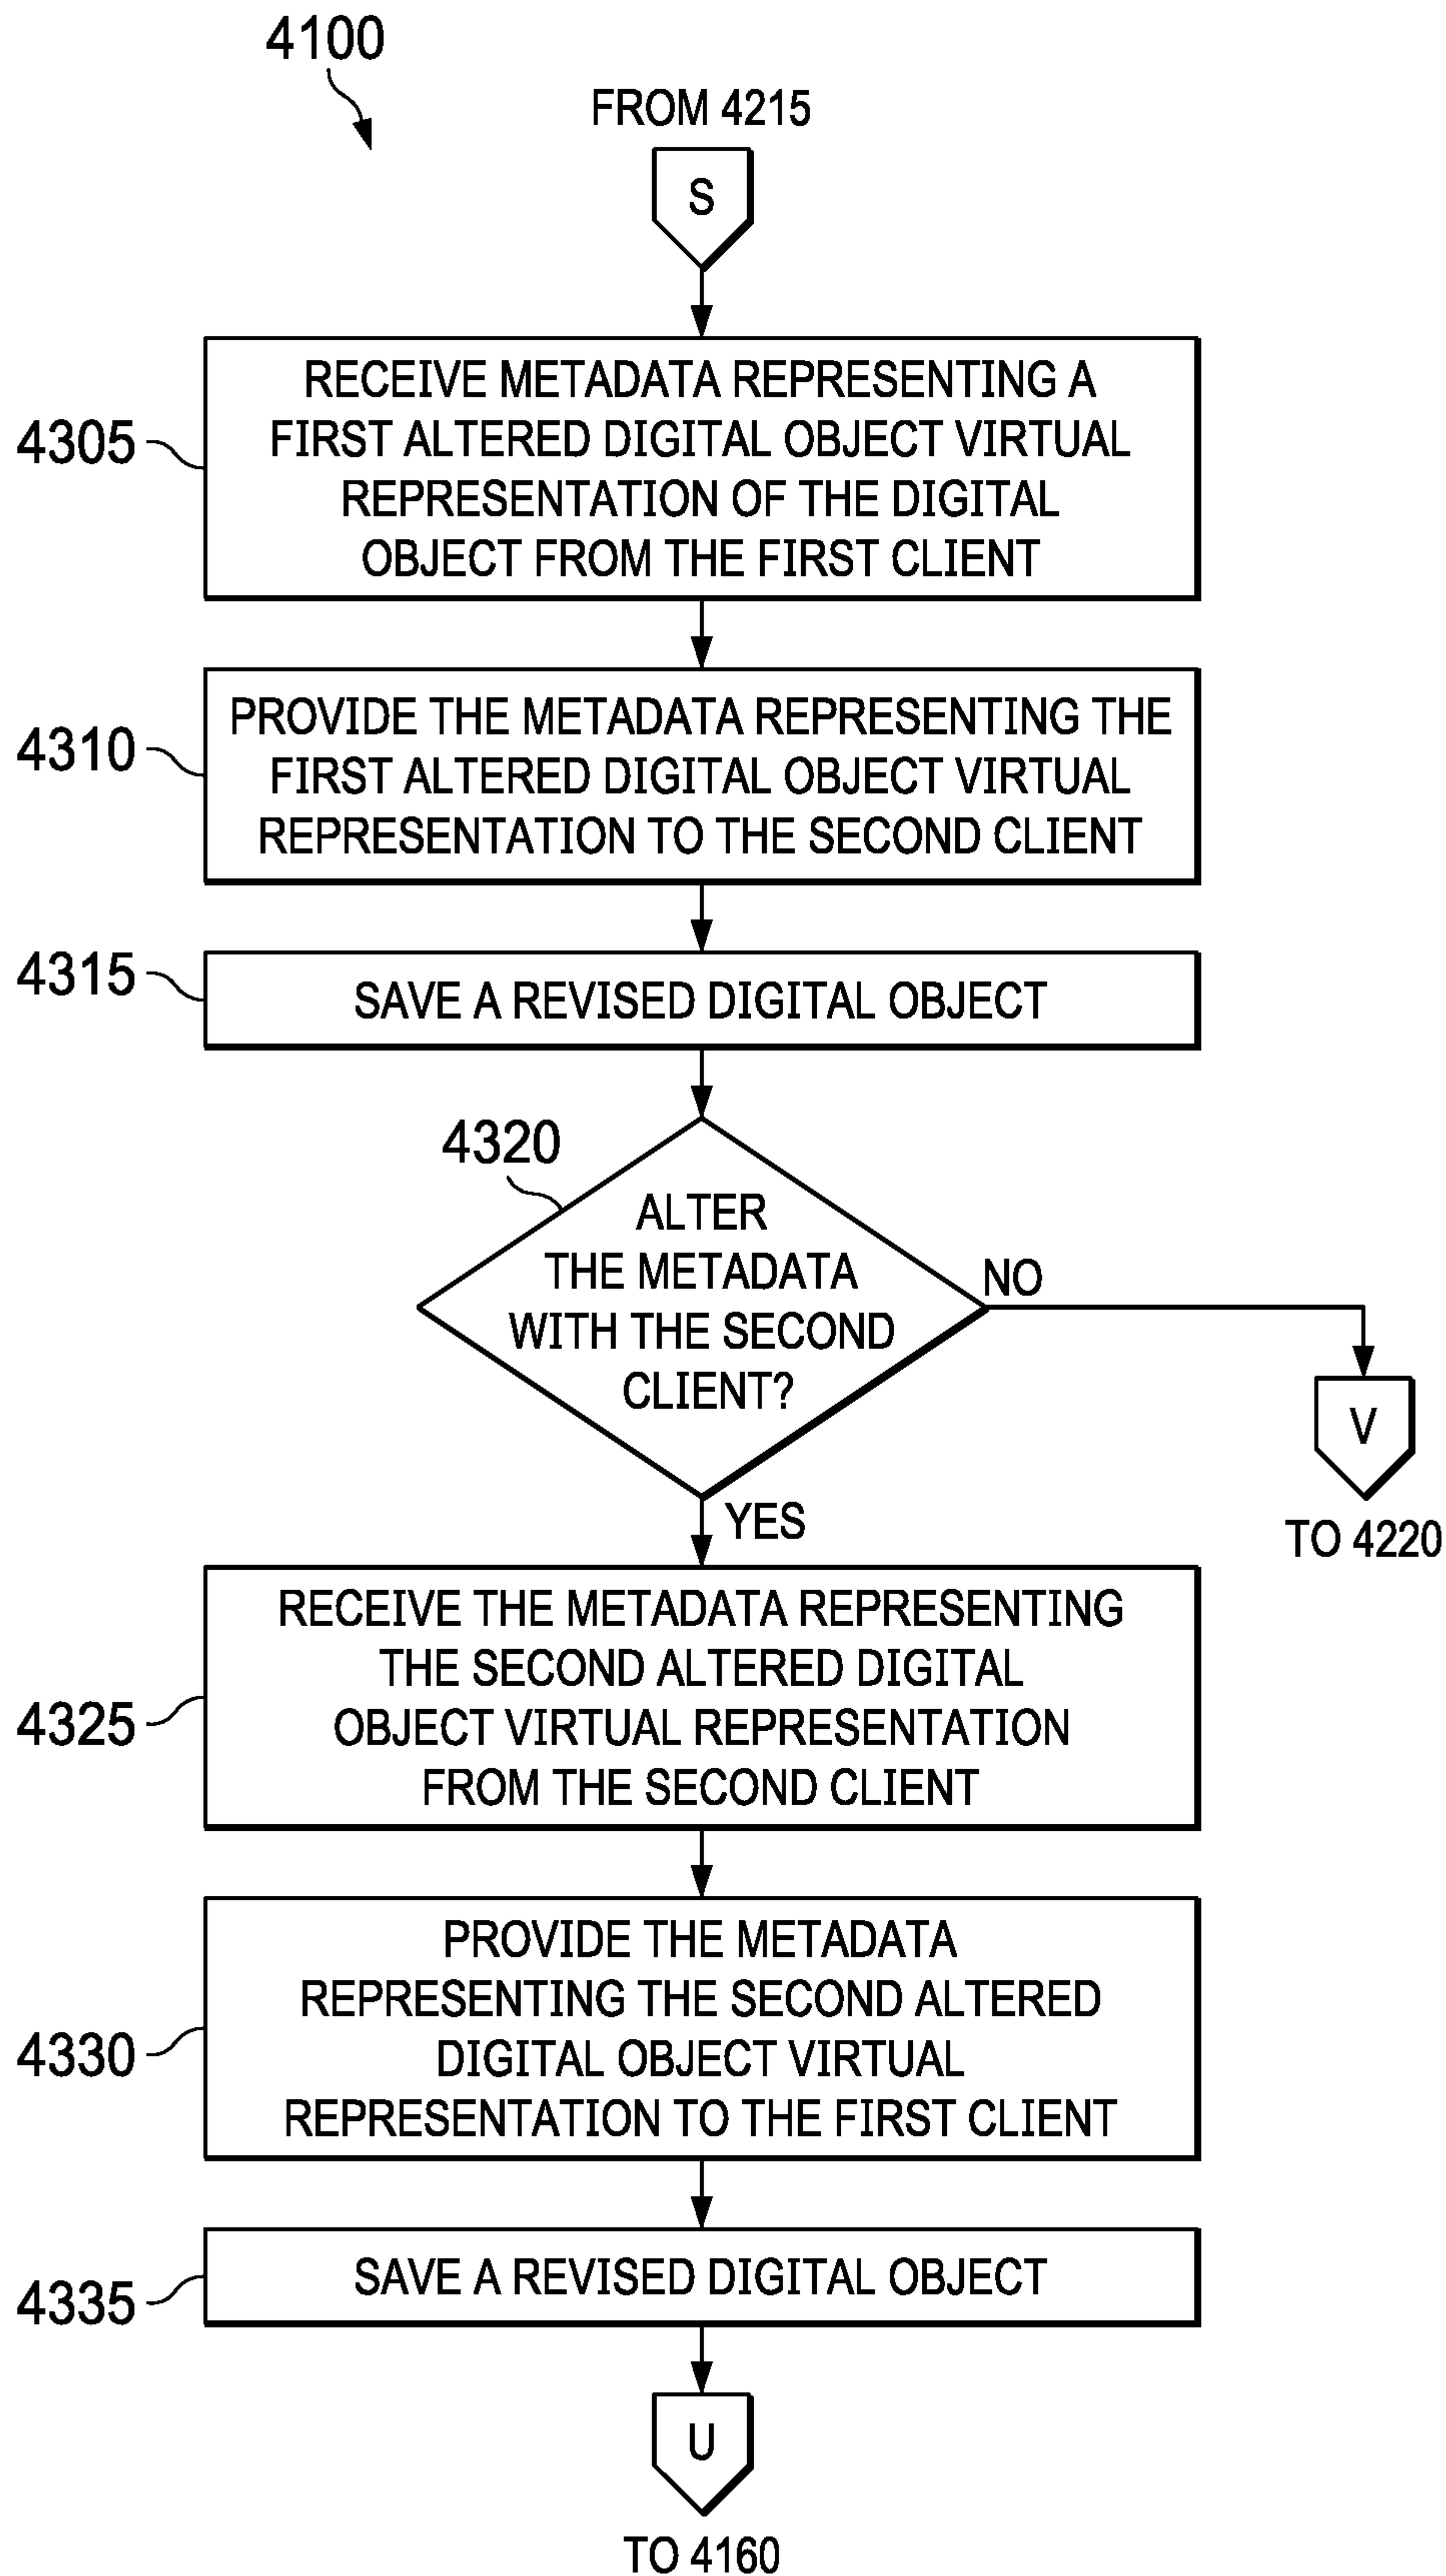 4100
FROM 4215
S
4305
RECEIVE METADATA REPRESENTING A
FIRST ALTERED DIGITAL OBJECT VIRTUAL
REPRESENTATION OF THE DIGITAL
OBJECT FROM THE FIRST CLIENT
4310
PROVIDE THE METADATA REPRESENTING THE
FIRST ALTERED DIGITAL OBJECT VIRTUAL
REPRESENTATION TO THE SECOND CLIENT
4315
SAVE A REVISED DIGITAL OBJECT
4320
ALTER
THE METADATA
WITH THE SECOND
CLIENT?
NO
V
TO 4220
YES
4325
RECEIVE THE METADATA REPRESENTING
THE SECOND ALTERED DIGITAL
OBJECT VIRTUAL REPRESENTATION
FROM THE SECOND CLIENT
4330
PROVIDE THE METADATA
REPRESENTING THE SECOND ALTERED
DIGITAL OBJECT VIRTUAL
REPRESENTATION TO THE FIRST CLIENT
4335
SAVE A REVISED DIGITAL OBJECT
U
TO 4160